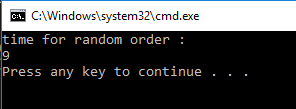 C:\Windows\system32\cmd.exe
time for random order :
9
Press any key to continue . . .